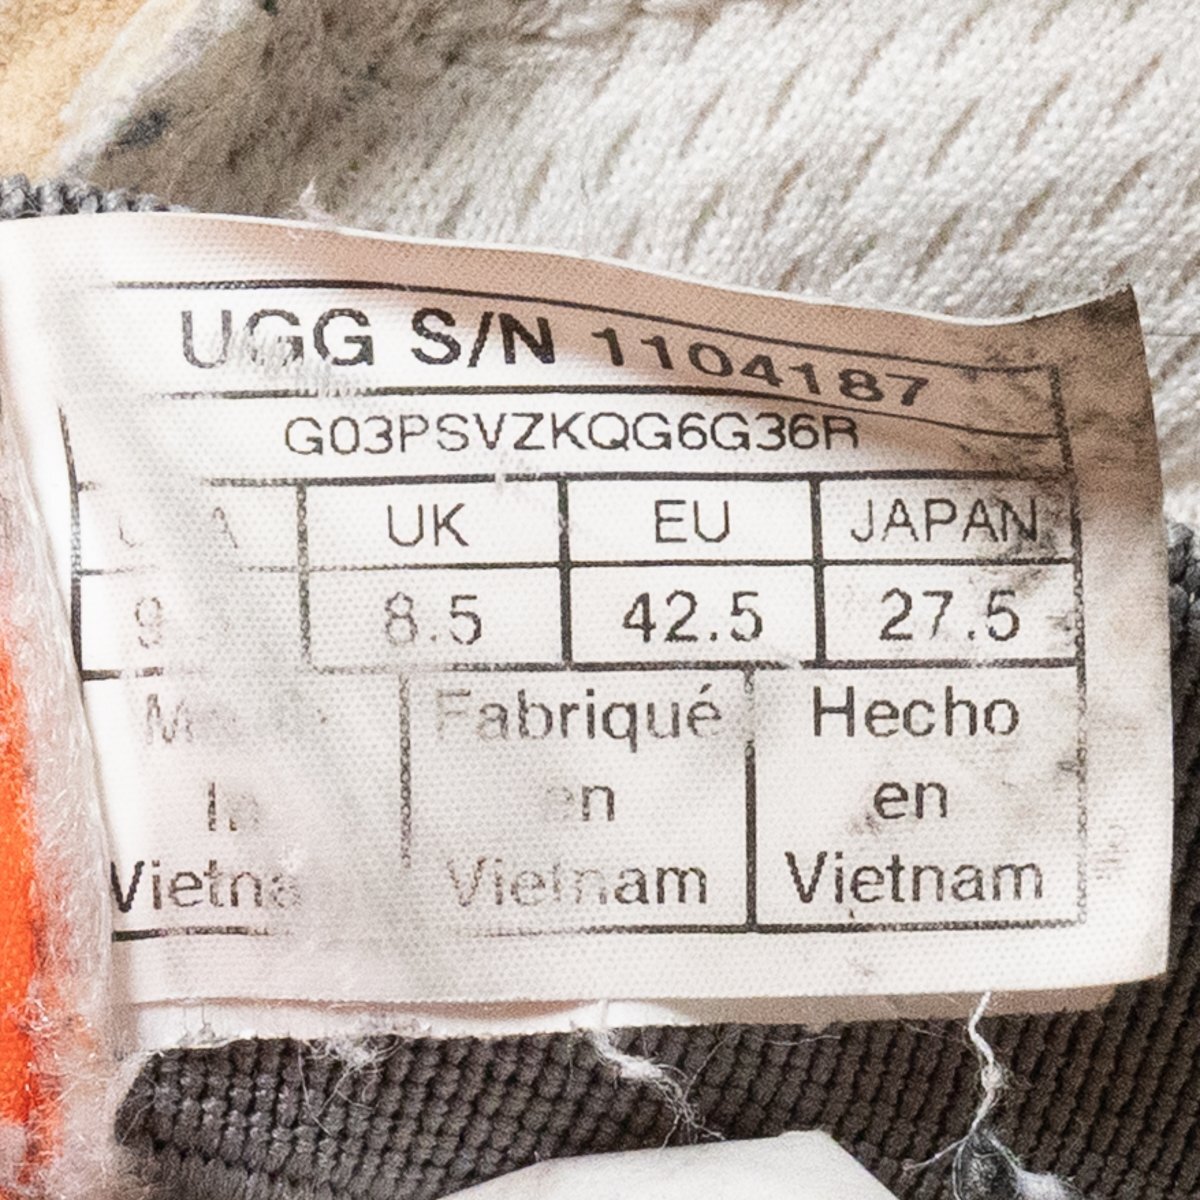 UGG S/N 1104187
G03PSVZKQG6G36R
UK EU JAPAN
8.5 42.5 27.5
Fabriqué Hecho
en en
Vietnam Vietnam